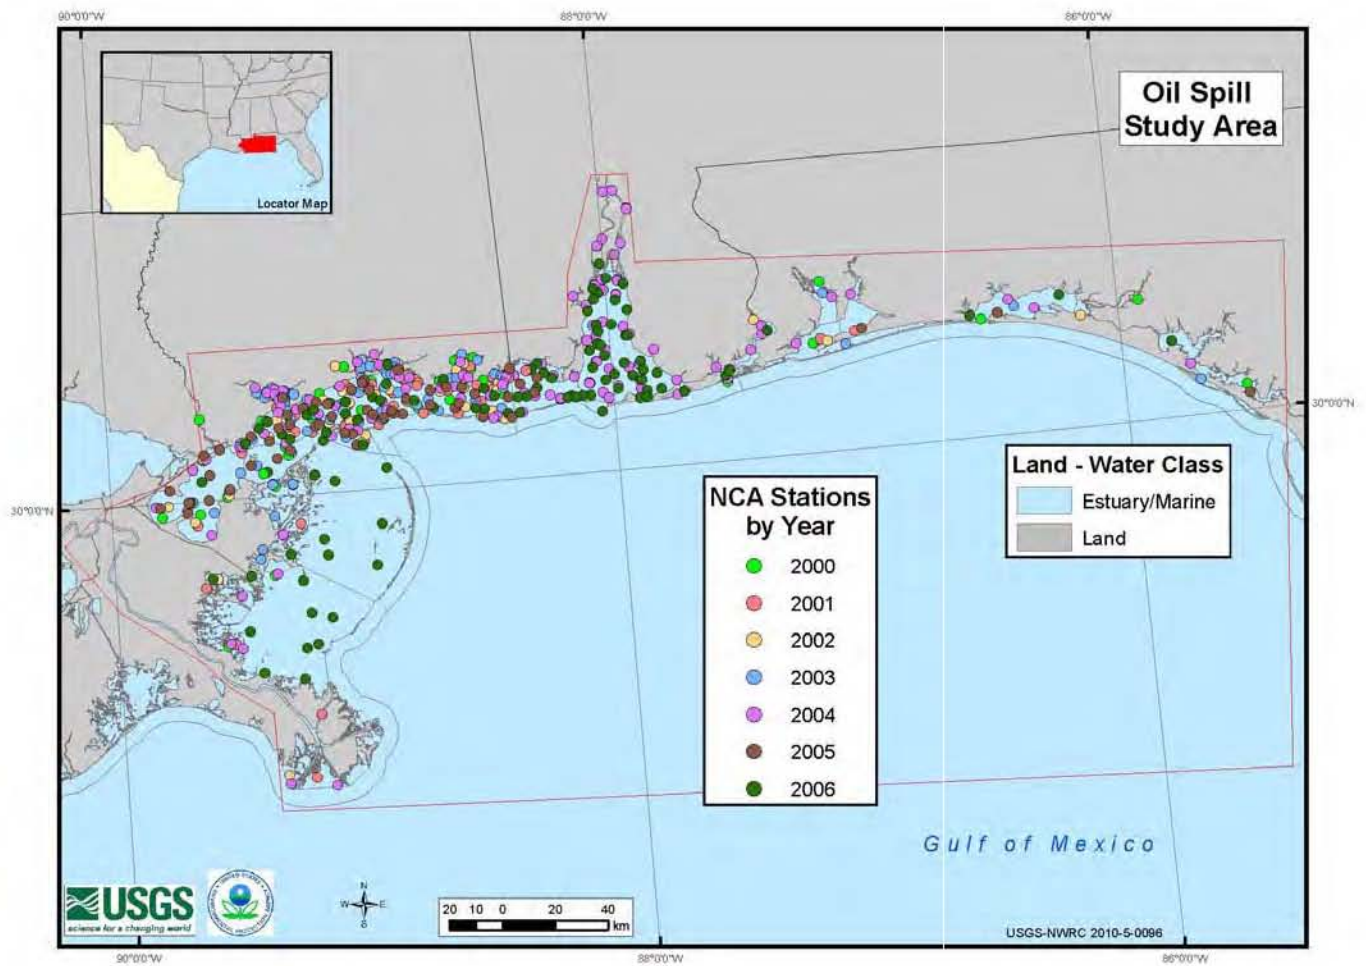 90°0'0"W
88°0'0"W
86°0'0"W
Oil Spill
Study Area
Locator Map
30°0'0"N
30°0'0"N
Land - Water Class
Estuary/Marine
Land
NCA Stations
by Year
2000
2001
2002
2003
2004
2005
2006
Gulf of Mexico
USGS
science for a changing world
N
W
E
S
20 10 0 20 40
km
USGS-NWRC 2010-5-0096
90°0'0"W
88°0'0"W
86°0'0"W